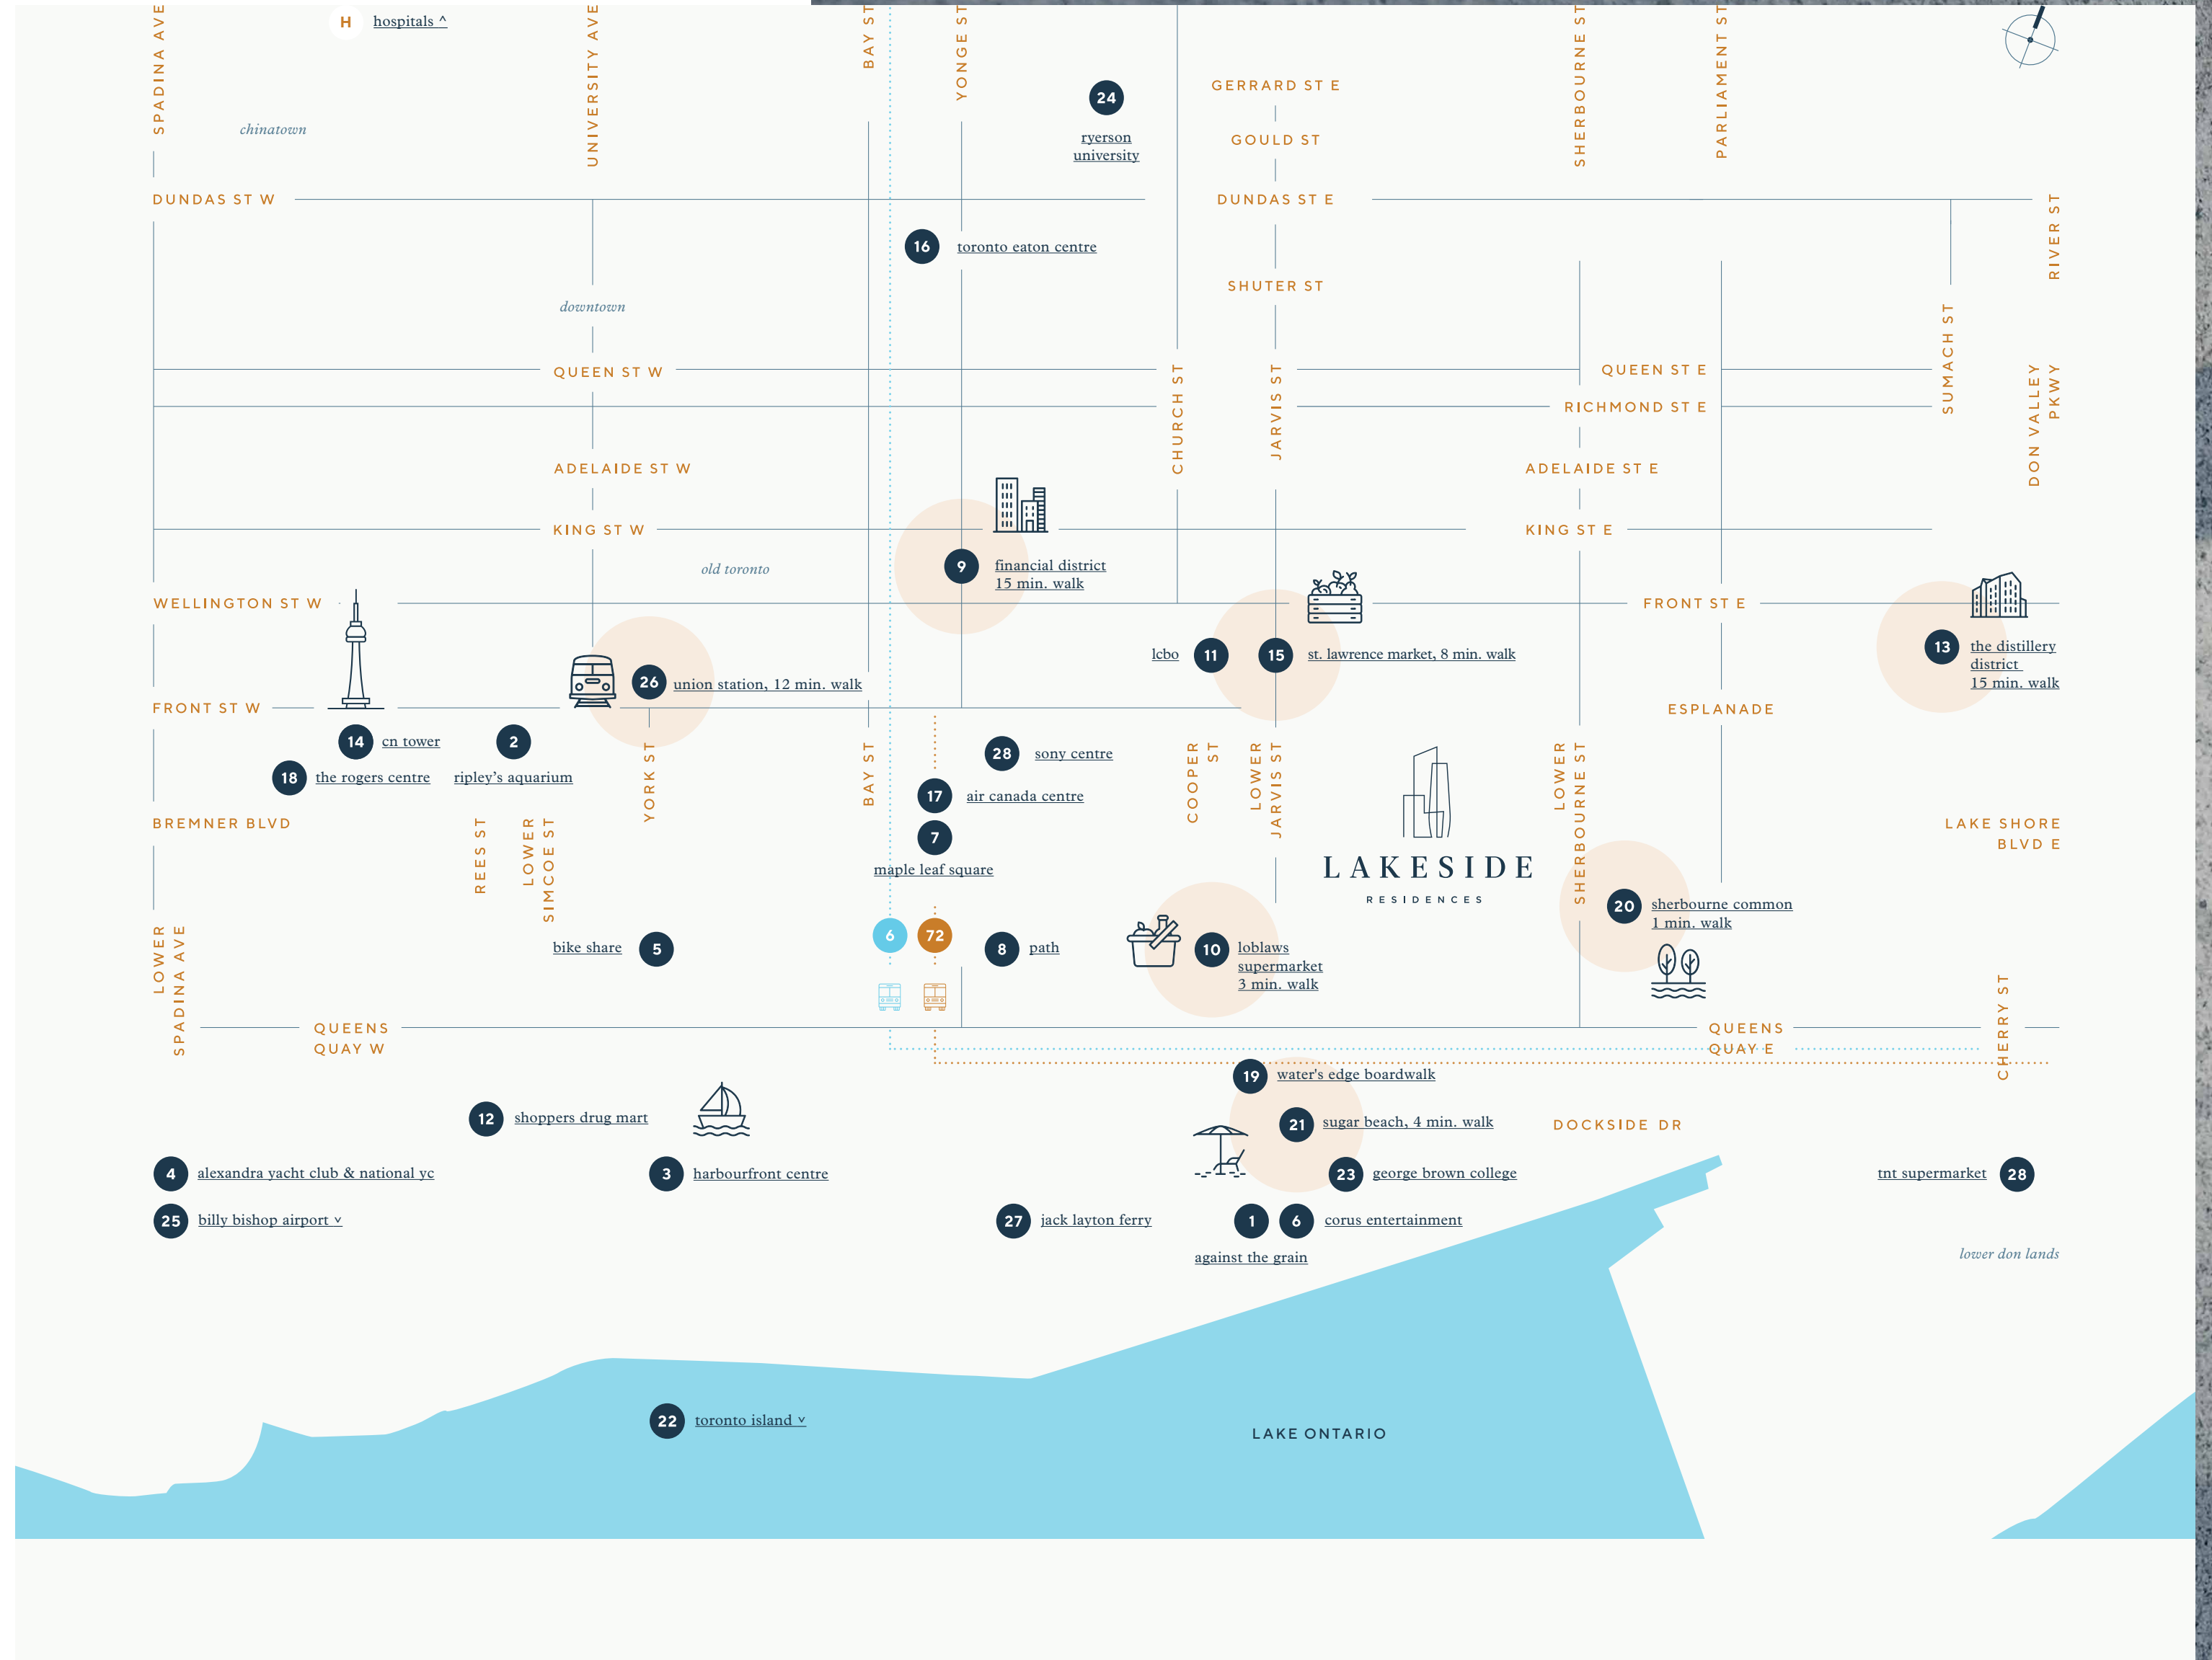 SPADINA AVE
H
hospitals ^
UNIVERSITY AVE
BAY ST
YONGE ST
SHERBOURNE ST
PARLIAMENT ST
24
ryerson
university
GERRARD ST E
GOULD ST
chinatown
DUNDAS ST W
DUNDAS ST E
RIVER ST
16
toronto eaton centre
SHUTER ST
downtown
SUMACH ST
QUEEN ST W
CHURCH ST
JARVIS ST
QUEEN ST E
RICHMOND ST E
DON VALLEY
PKWY
ADELAIDE ST W
ADELAIDE ST E
KING ST W
KING ST E
old toronto
9
financial district
15 min. walk
WELLINGTON ST W
FRONT ST E
lcbo
11
15
st. lawrence market, 8 min. walk
13
the distillery
district
15 min. walk
26
union station, 12 min. walk
FRONT ST W
ESPLANADE
14
cn tower
2
ripley's aquarium
18
the rogers centre
YORK ST
BAY ST
28
sony centre
17
air canada centre
7
maple leaf square
COOPER
ST
LOWER
JARVIS ST
LOWER
SHERBOURNE ST
BREMNER BLVD
REES ST
LOWER
SIMCOE ST
LAKE SHORE
BLVD E
LAKESIDE
RESIDENCES
20
sherbourne common
1 min. walk
LOWER
SPADINA AVE
bike share
5
6
72
8
path
10
loblaws
supermarket
3 min. walk
CHERRY ST
QUEENS
QUAY W
QUEENS
QUAY E
19
water's edge boardwalk
12
shoppers drug mart
21
sugar beach, 4 min. walk
DOCKSIDE DR
4
alexandra yacht club & national yc
3
harbourfront centre
23
george brown college
tnt supermarket
28
25
billy bishop airport v
27
jack layton ferry
1
6
corus entertainment
against the grain
lower don lands
22
toronto island v
LAKE ONTARIO